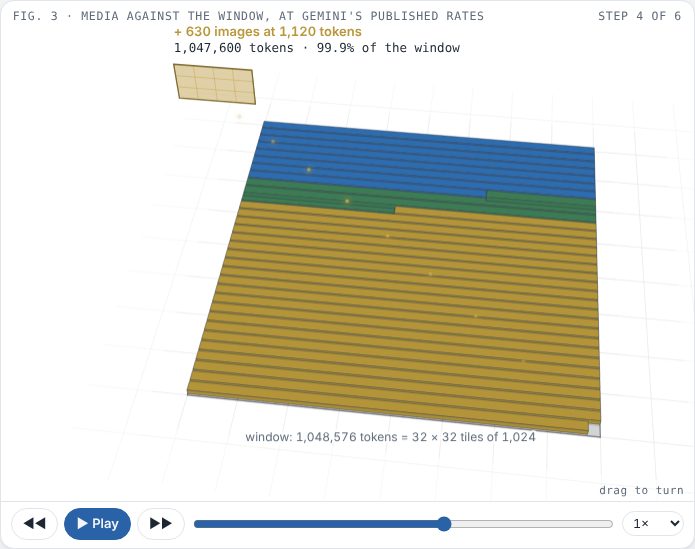 FIG. 3 · MEDIA AGAINST THE WINDOW, AT GEMINI'S PUBLISHED RATES
STEP 4 OF 6
+ 630 images at 1,120 tokens
1,047,600 tokens · 99.9% of the window
window: 1,048,576 tokens = 32 × 32 tiles of 1,024
drag to turn
Play
1×